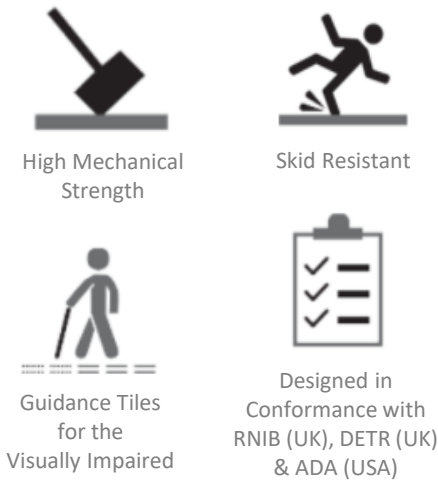 High Mechanical
Strength
Skid Resistant
Guidance Tiles
for the
Visually Impaired
Designed in
Conformance with
RNIB (UK), DETR (UK)
& ADA (USA)